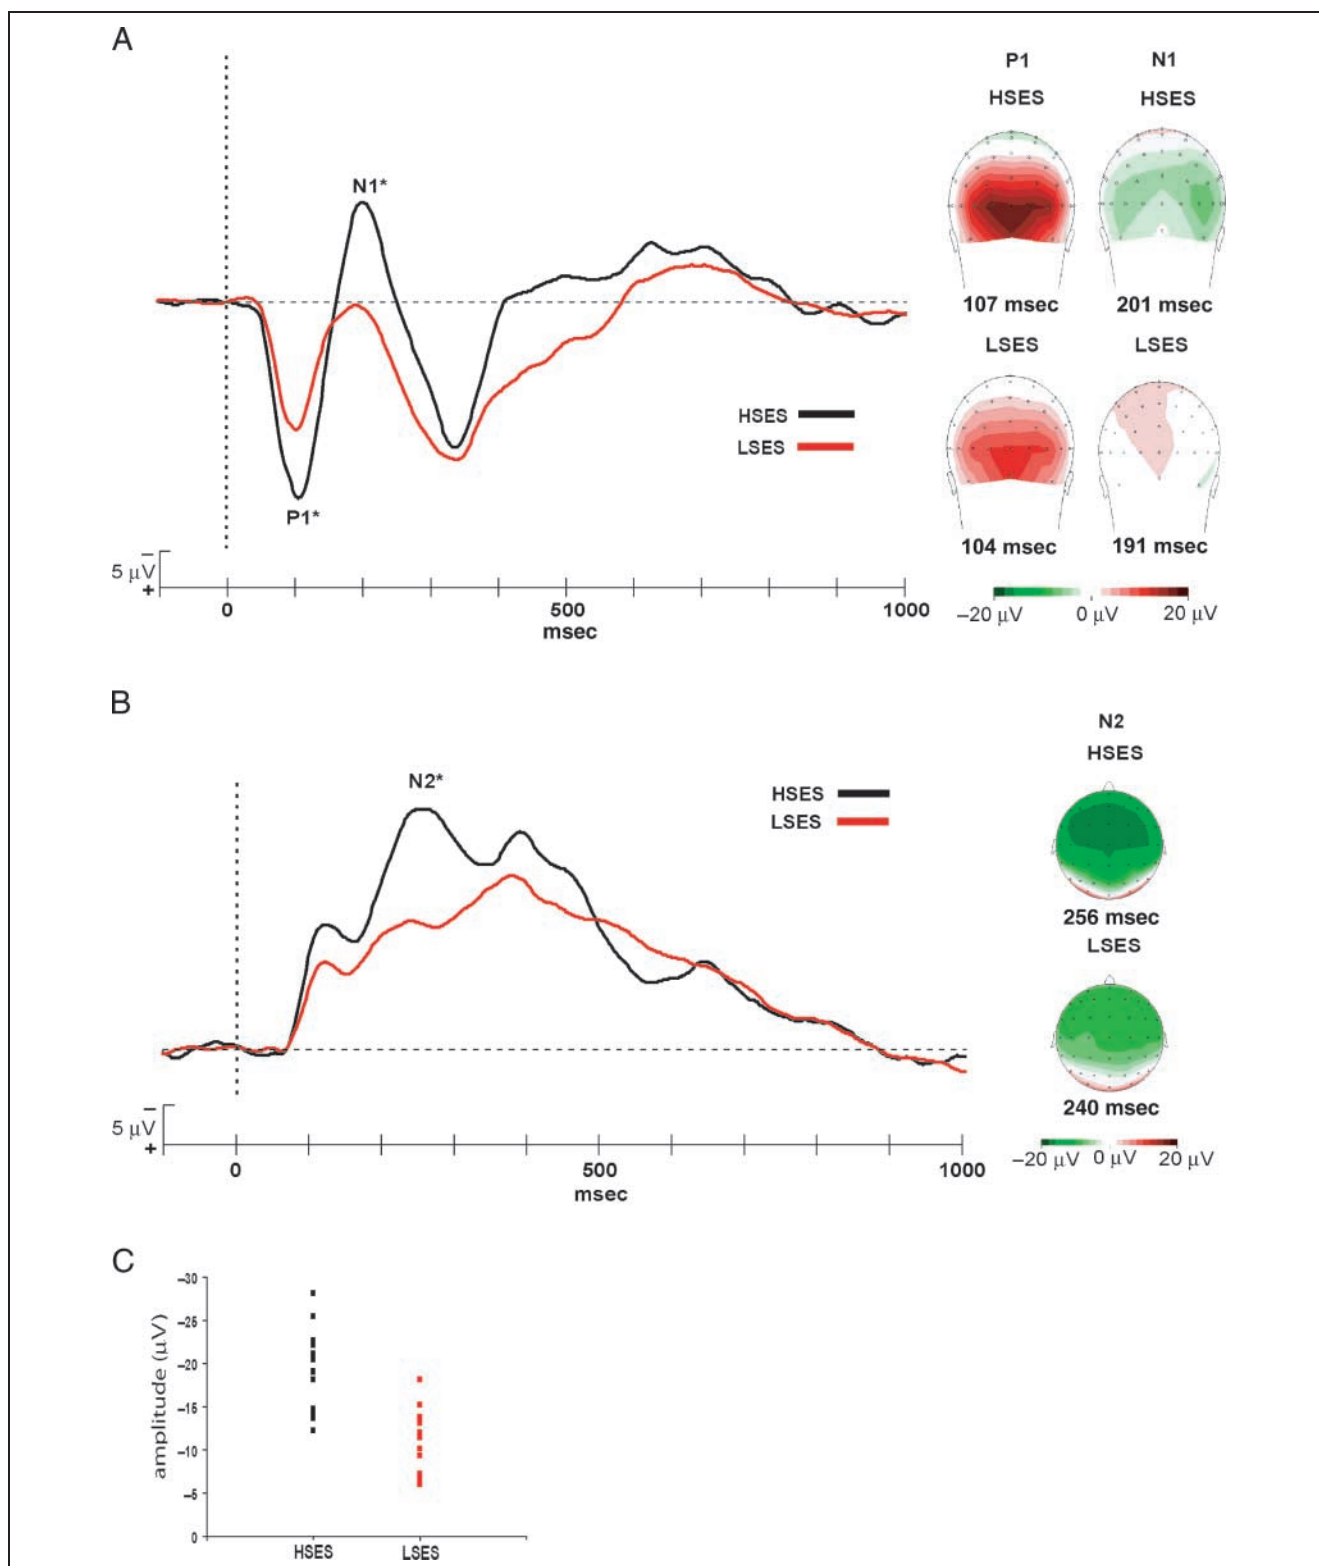 A
P1 N1
HSES HSES
N1*
107 msec 201 msec
LSES LSES
HSES
LSES
P1*
104 msec 191 msec
5 μV
−
+
0 500 1000
msec
−20 μV 0 μV 20 μV
B
N2
HSES
N2*
HSES
LSES
256 msec
LSES
240 msec
5 μV
−
+
0 500 1000
msec
−20 μV 0 μV 20 μV
C
amplitude (μV)
−30
−25
−20
−15
−10
−5
0
HSES LSES